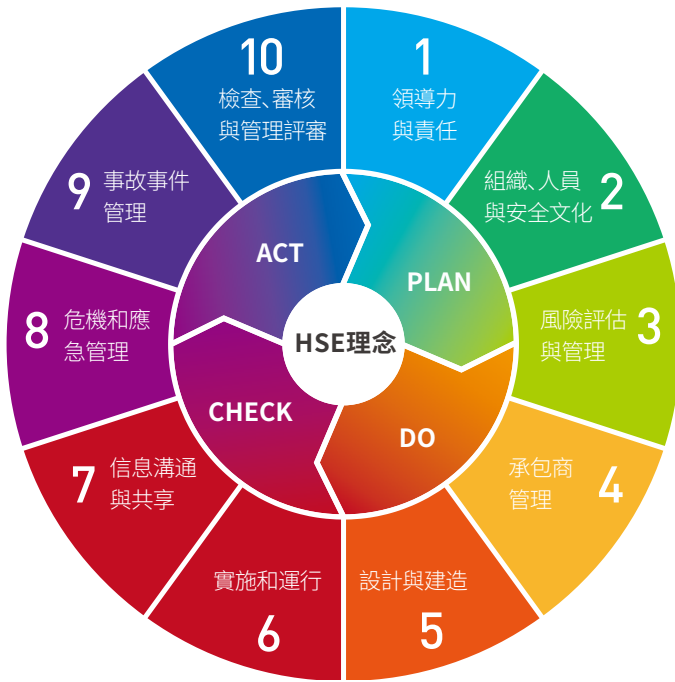 10
檢查、審核
與管理評審
1
領導力
與責任
組織、人員
與安全文化
2
風險評估
與管理
3
承包商
管理
4
設計與建造
5
實施和運行
6
7
信息溝通
與共享
8
危機和應
急管理
9
事故事件
管理
ACT
PLAN
HSE理念
CHECK
DO